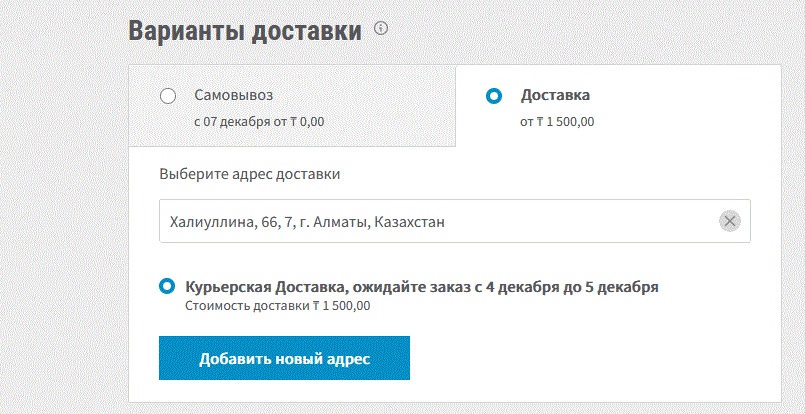 Варианты доставки
Самовывоз
с 07 декабря от ₸ 0,00
Доставка
от ₸ 1 500,00
Выберите адрес доставки
Халиуллина, 66, 7, г. Алматы, Казахстан
Курьерская Доставка, ожидайте заказ с 4 декабря до 5 декабря
Стоимость доставки ₸ 1 500,00
Добавить новый адрес